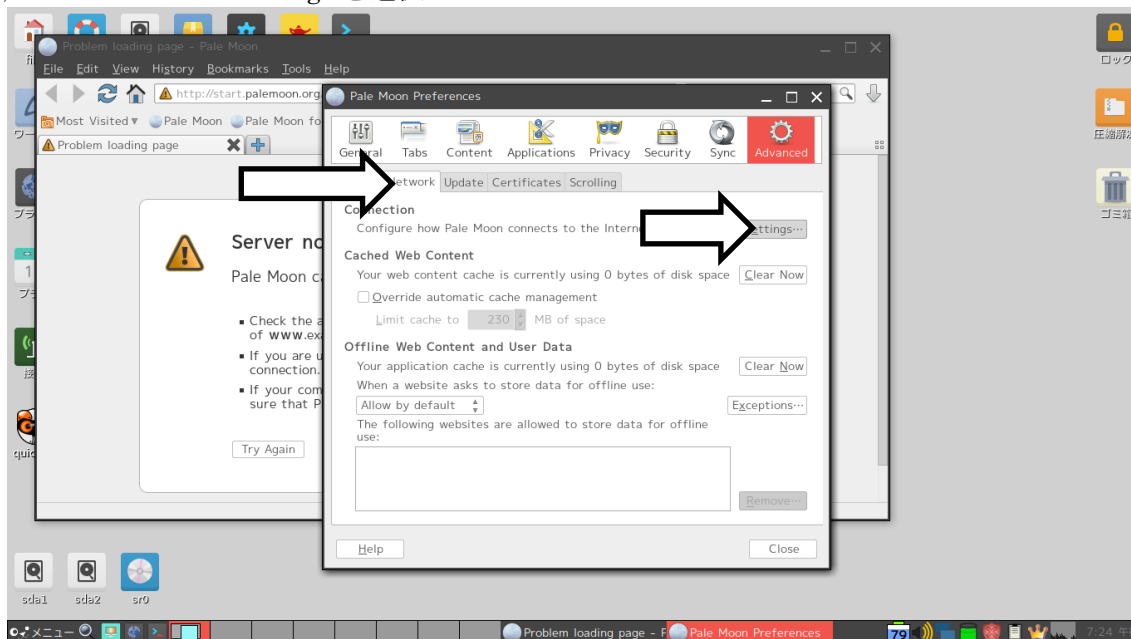 Problem loading page - Pale Moon
File Edit View History Bookmarks Tools Help
http://start.palemoon.org
Most Visited Pale Moon Pale Moon fo
Problem loading page
Server no
Pale Moon ca
Check the a
of www.exa
If you are u
connection.
If your com
sure that P
Try Again
Pale Moon Preferences
General Tabs Content Applications Privacy Security Sync Advanced
etwork Update Certificates Scrolling
Connection
Configure how Pale Moon connects to the Intern
ettings...
Cached Web Content
Your web content cache is currently using 0 bytes of disk space Clear Now
Override automatic cache management
Limit cache to 230 MB of space
Offline Web Content and User Data
Your application cache is currently using 0 bytes of disk space Clear Now
When a website asks to store data for offline use:
Allow by default Exceptions...
The following websites are allowed to store data for offline
use:
Remove...
Help Close
ロック
圧縮解凍
ゴミ箱
sda1 sda2 sr0
メニュー Problem loading page - P Pale Moon Preferences 79 7:24 午